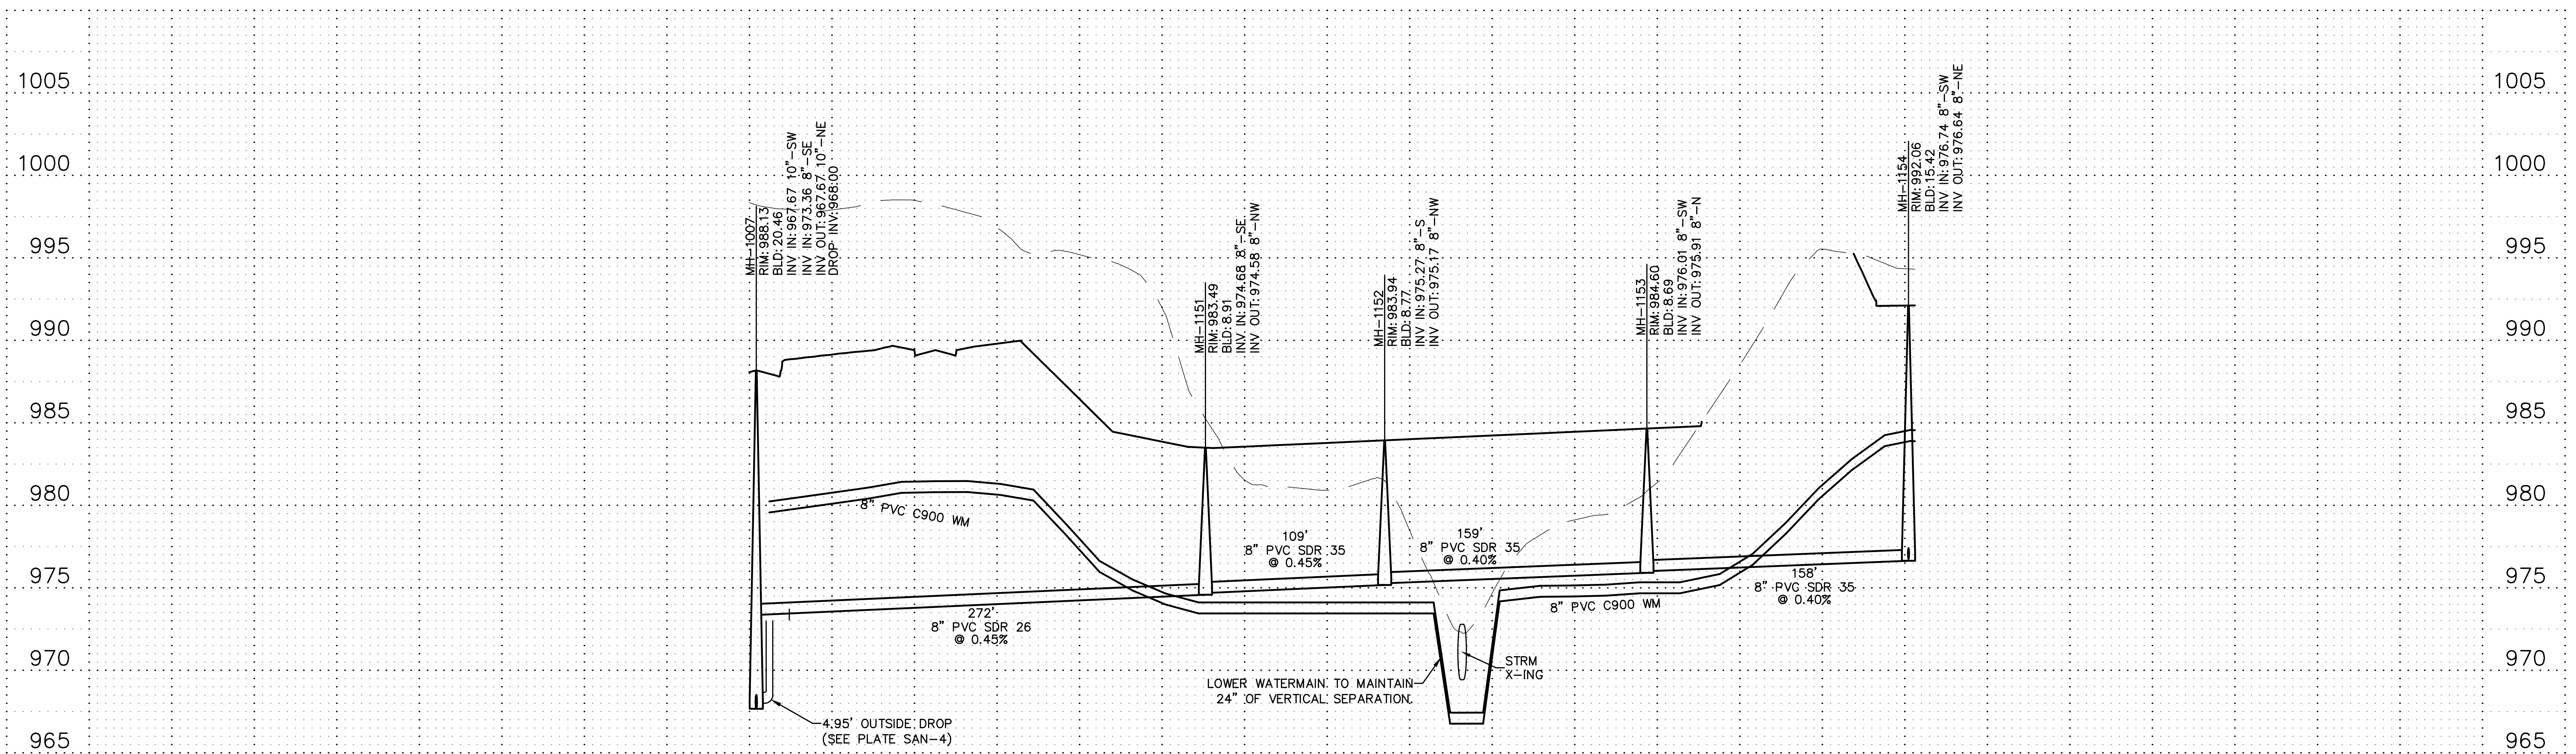 1005
1000
995
990
985
980
975
970
965
MH-1007
RIM: 988.13
BLD: 20.46
INV IN: 967.67 10"-SW
INV IN: 973.36 8"-SE
INV OUT: 967.67 10"-NE
DROP INV: 968.00
MH-1151
RIM: 983.49
BLD: 8.91
INV IN: 974.68 8"-SE
INV OUT: 974.58 8"-NW
MH-1152
RIM: 983.94
BLD: 8.77
INV IN: 975.27 8"-S
INV OUT: 975.17 8"-NW
MH-1153
RIM: 984.60
BLD: 8.69
INV IN: 976.01 8"-SW
INV OUT: 975.91 8"-N
MH-1154
RIM: 992.06
BLD: 15.42
INV IN: 976.74 8"-SW
INV OUT: 976.64 8"-NE
8" PVC C900 WM
272'
8" PVC SDR 26
@ 0.45%
109'
8" PVC SDR 35
@ 0.45%
159'
8" PVC SDR 35
@ 0.40%
8" PVC C900 WM
158'
8" PVC SDR 35
@ 0.40%
STRM
X-ING
LOWER WATERMAIN TO MAINTAIN
24" OF VERTICAL SEPARATION.
4.95' OUTSIDE DROP
(SEE PLATE SAN-4)
1005
1000
995
990
985
980
975
970
965